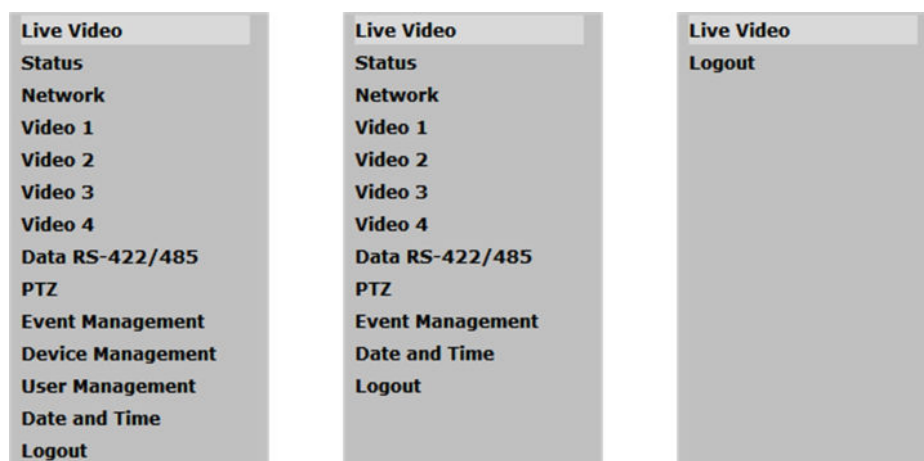 Live Video
Status
Network
Video 1
Video 2
Video 3
Video 4
Data RS-422/485
PTZ
Event Management
Device Management
User Management
Date and Time
Logout
Live Video
Status
Network
Video 1
Video 2
Video 3
Video 4
Data RS-422/485
PTZ
Event Management
Date and Time
Logout
Live Video
Logout